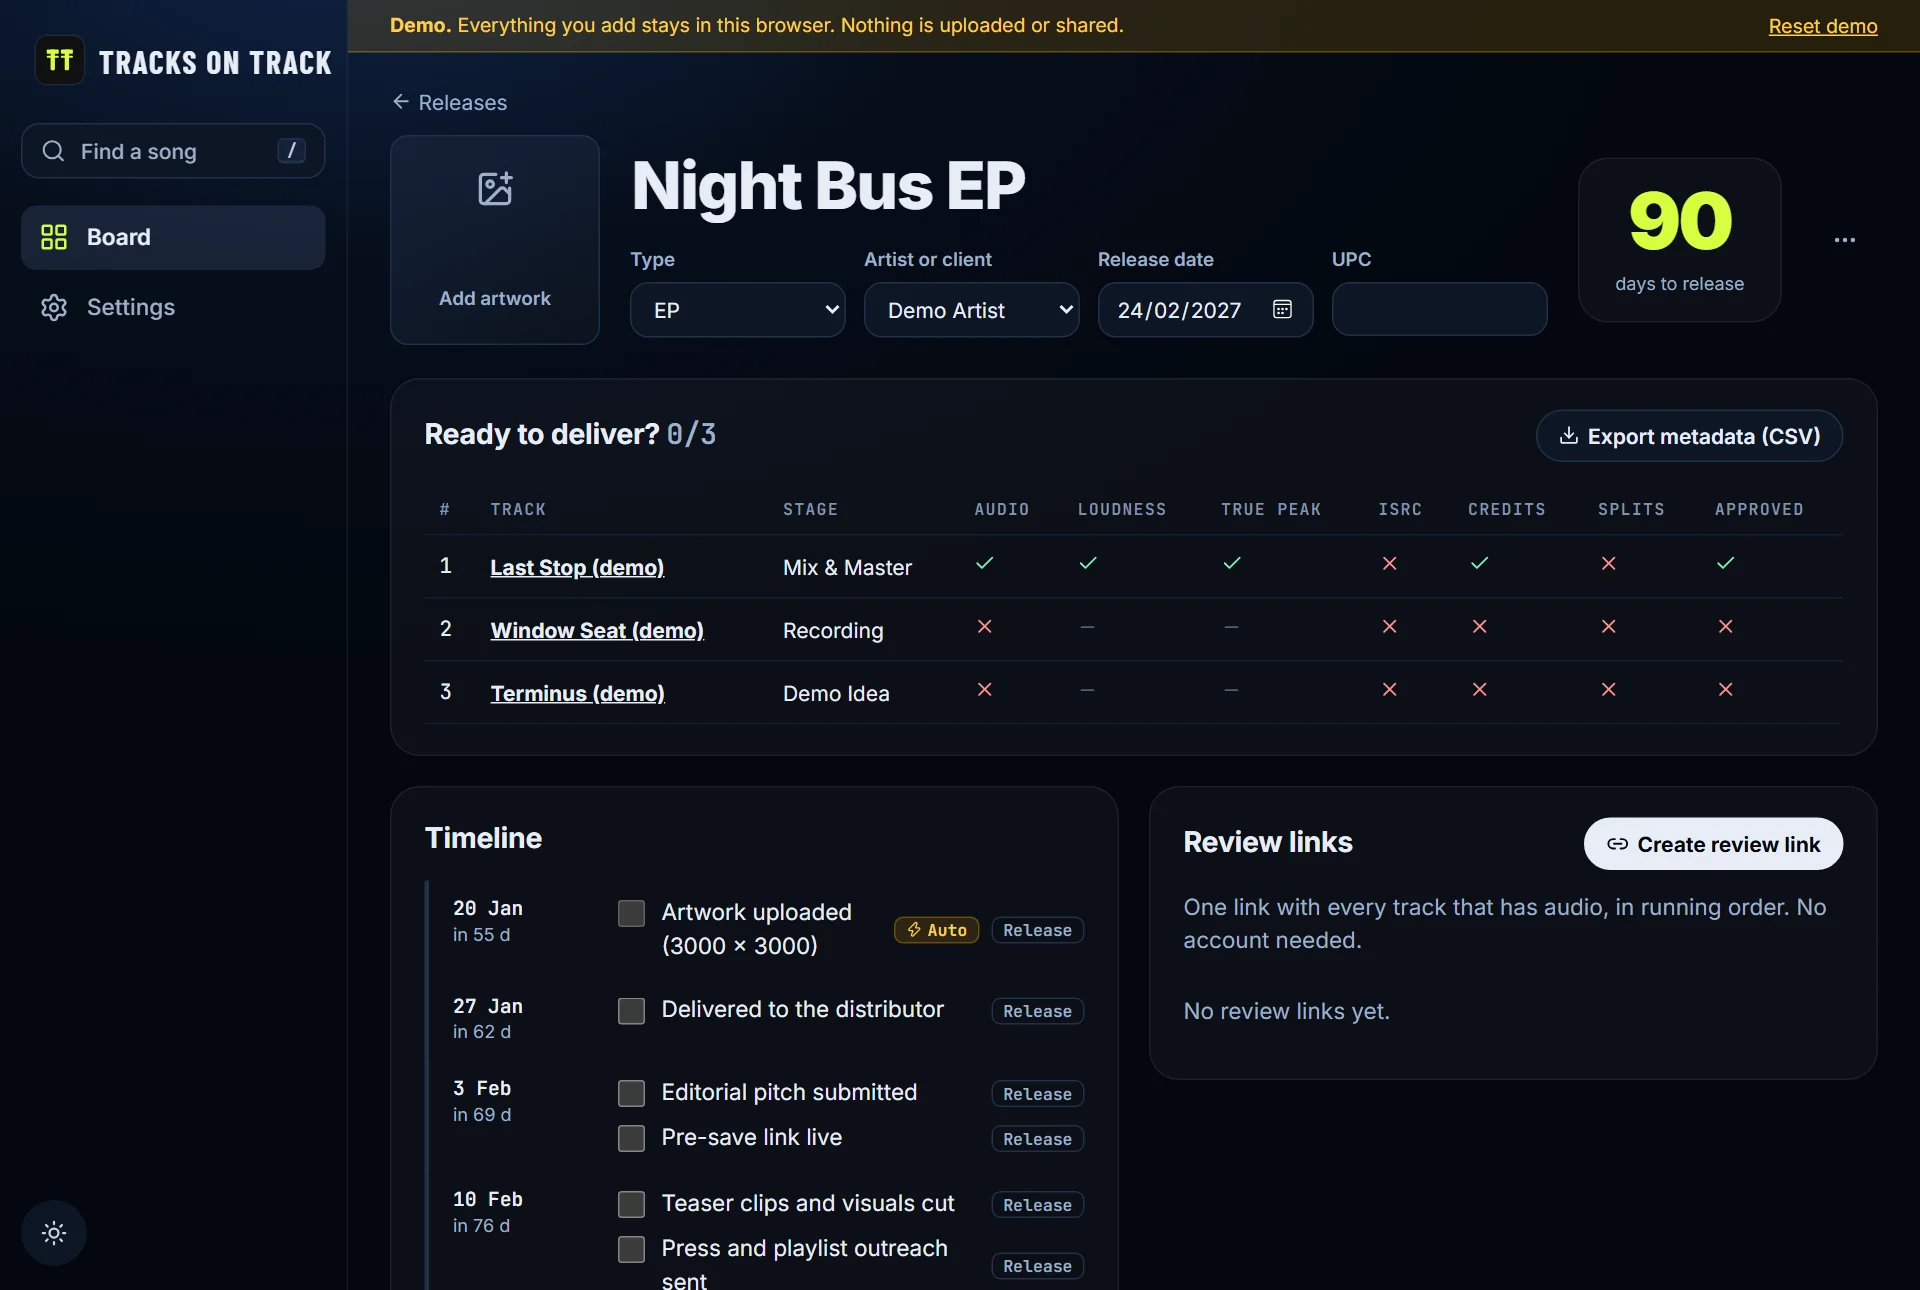 TRACKS ON TRACK
Find a song /
Board
Settings
Demo. Everything you add stays in this browser. Nothing is uploaded or shared.
Reset demo
Releases
Add artwork
Night Bus EP
Type
EP
Artist or client
Demo Artist
Release date
24/02/2027
UPC
90
days to release
Ready to deliver? 0/3
Export metadata (CSV)
# TRACK STAGE AUDIO LOUDNESS TRUE PEAK ISRC CREDITS SPLITS APPROVED
1 Last Stop (demo) Mix & Master
2 Window Seat (demo) Recording
3 Terminus (demo) Demo Idea
Timeline
20 Jan
in 55 d
Artwork uploaded
(3000 × 3000)
Auto
Release
27 Jan
in 62 d
Delivered to the distributor
Release
3 Feb
in 69 d
Editorial pitch submitted
Release
Pre-save link live
Release
10 Feb
in 76 d
Teaser clips and visuals cut
Release
Press and playlist outreach
sent
Release
Review links
Create review link
One link with every track that has audio, in running order. No
account needed.
No review links yet.